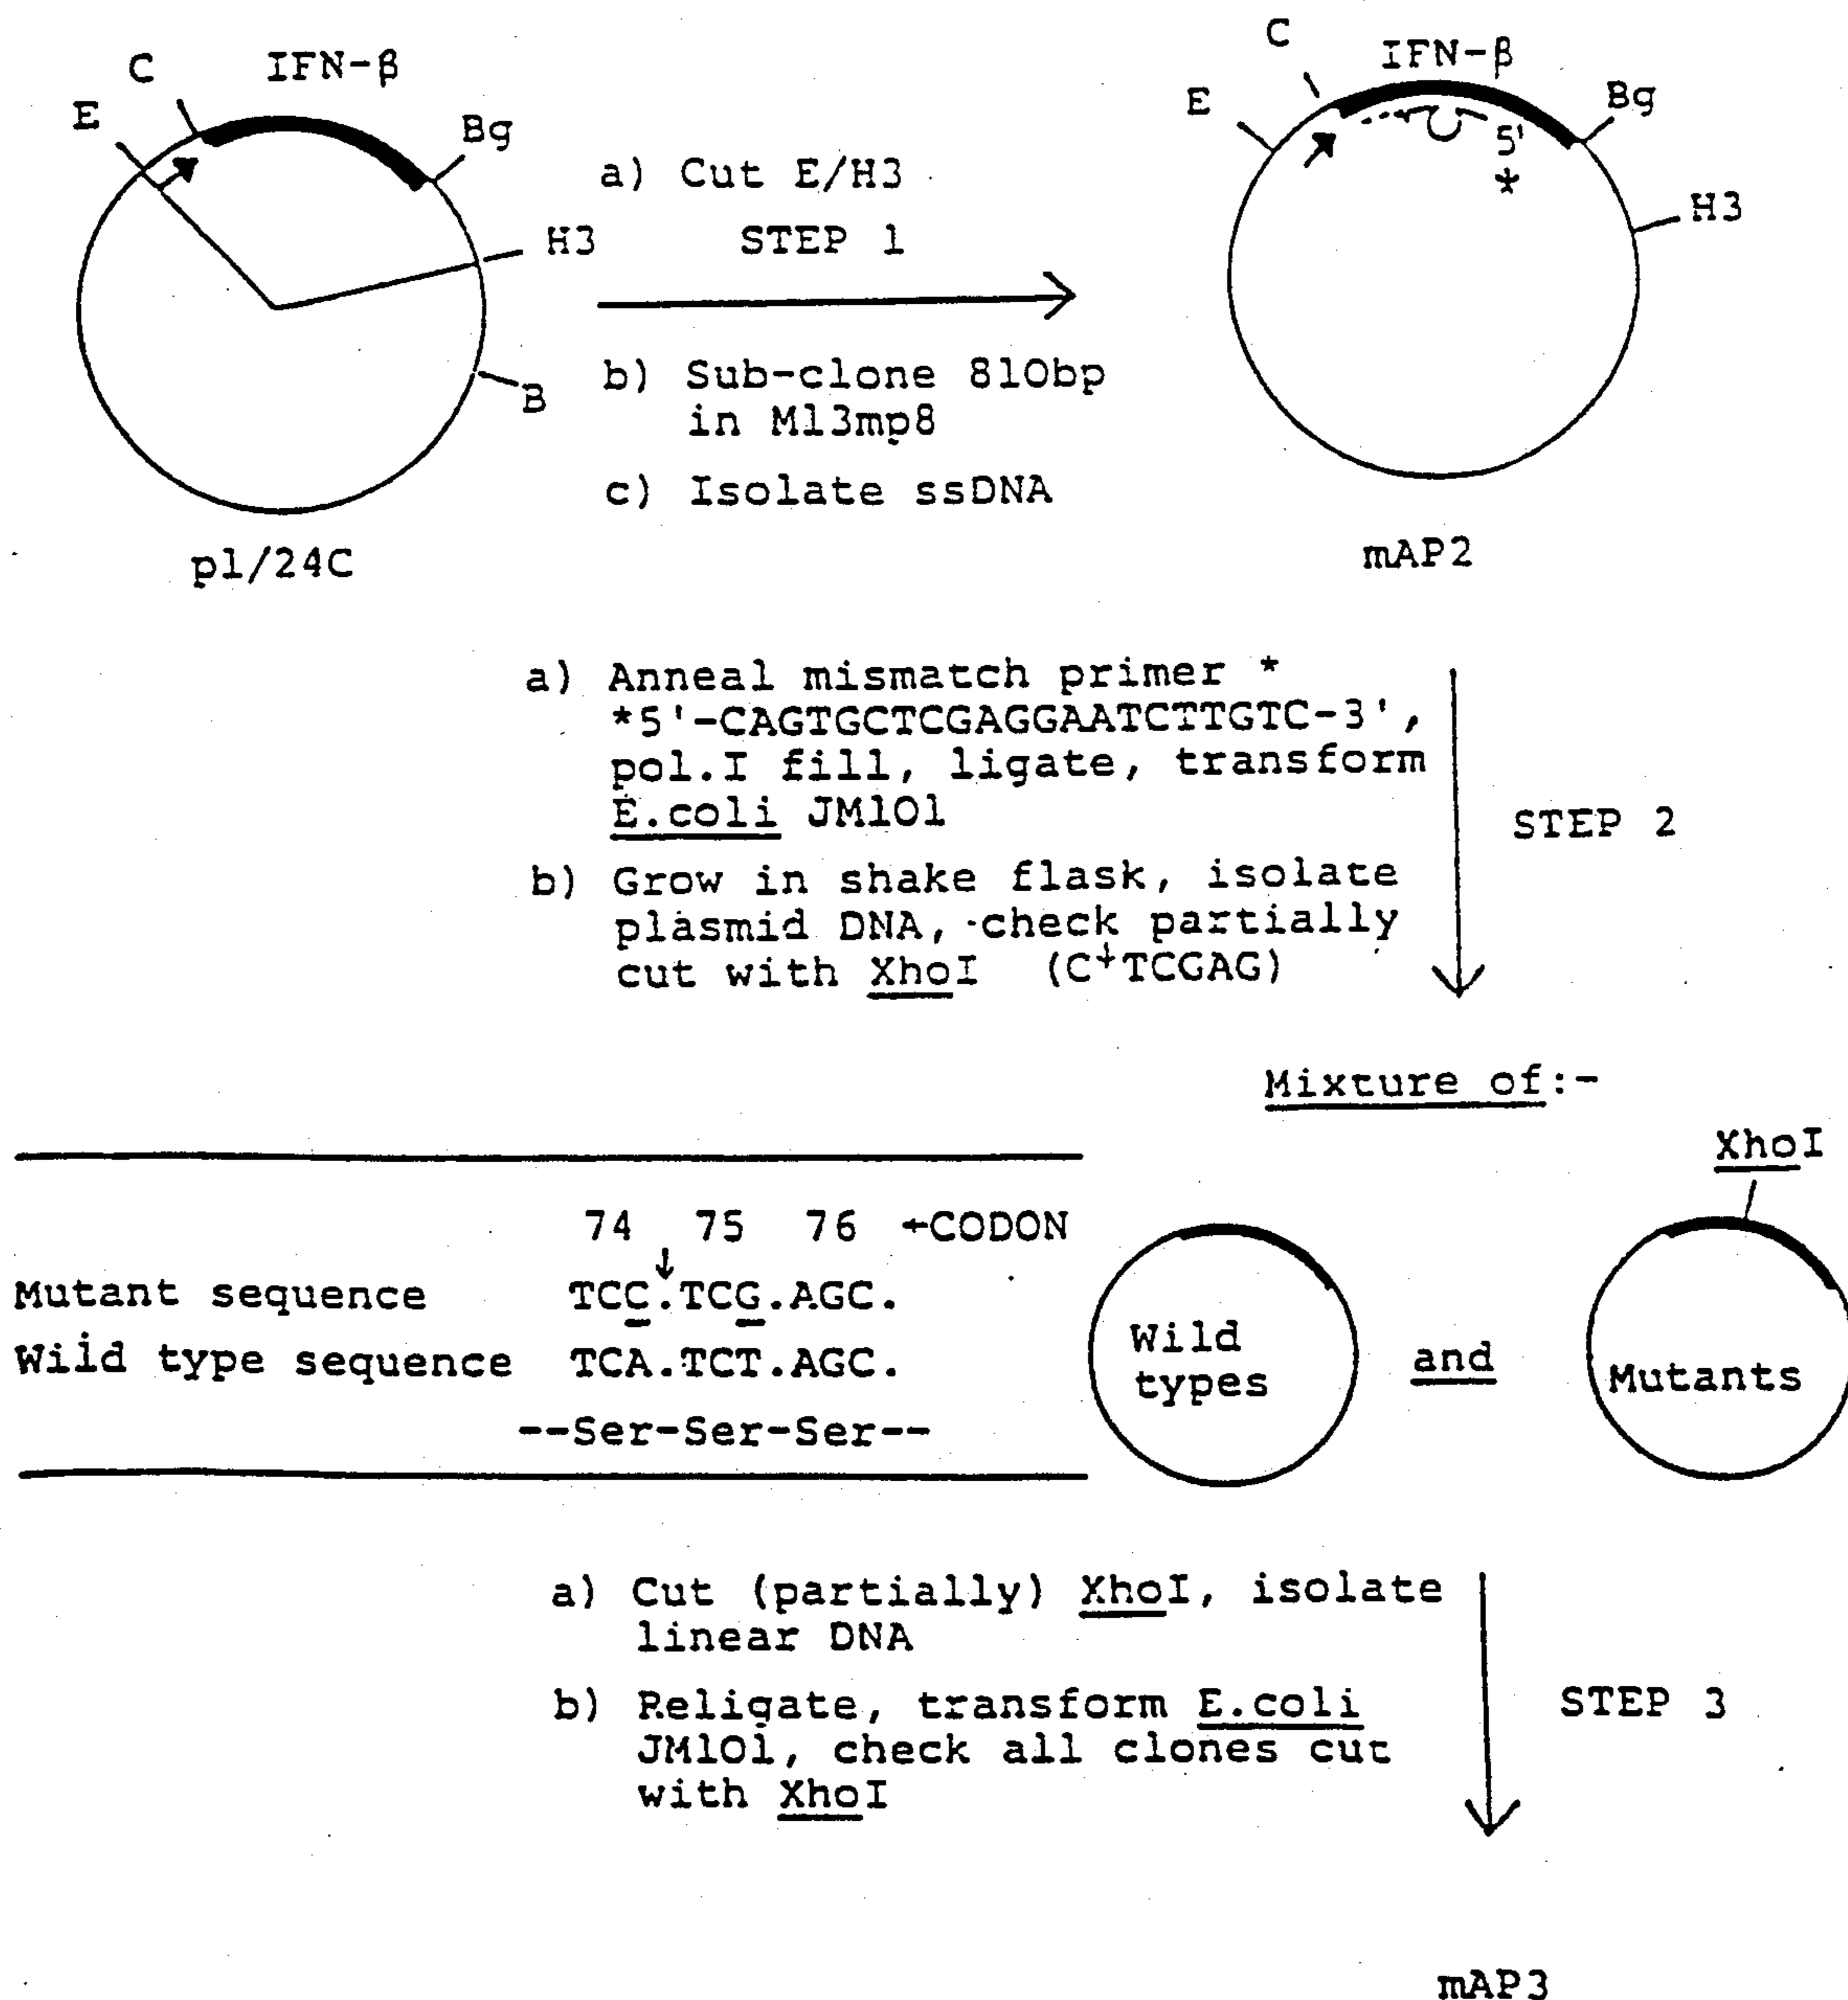 C IFN-β
E
Bg
H3
B
pl/24C
a) Cut E/H3
STEP 1
b) Sub-clone 810bp
in M13mp8
c) Isolate ssDNA
C
IFN-β
E
Bg
5'
*
H3
mAP2
a) Anneal mismatch primer *
*5'-CAGTGCTCGAGGAATCTTGTC-3',
pol.I fill, ligate, transform
E.coli JM101
STEP 2
b) Grow in shake flask, isolate
plasmid DNA, check partially
cut with XhoI (C↓TCGAG)
Mixture of:-
XhoI
74 75 76 ←CODON
↓
Mutant sequence TCC.TCG.AGC.
Wild type sequence TCA.TCT.AGC.
--Ser-Ser-Ser--
Wild
types
and
Mutants
a) Cut (partially) XhoI, isolate
linear DNA
b) Religate, transform E.coli
JM101, check all clones cut
with XhoI
STEP 3
mAP3